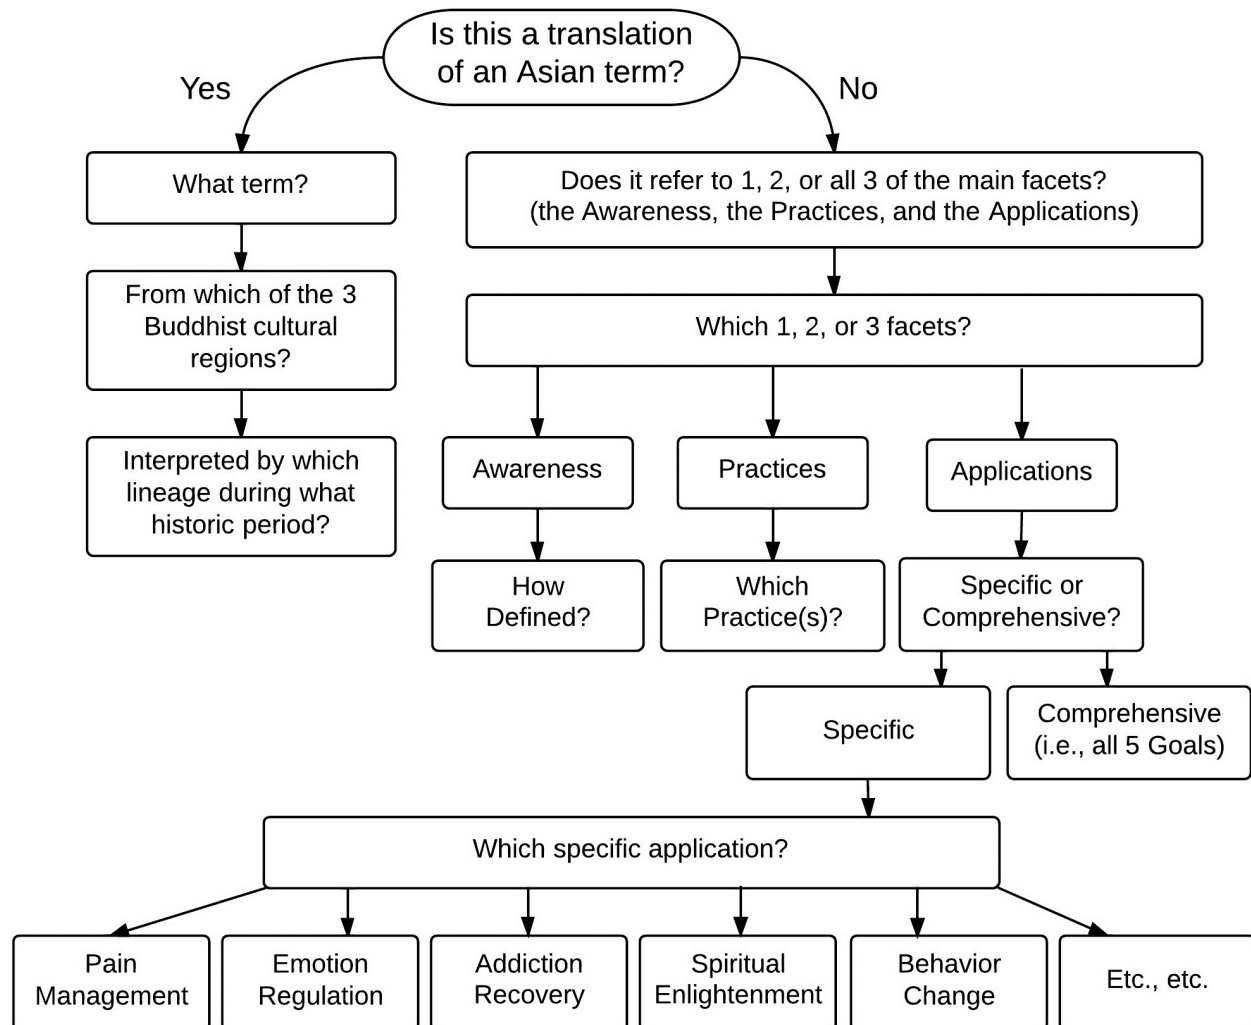 Is this a translation
of an Asian term?
Yes
No
What term?
Does it refer to 1, 2, or all 3 of the main facets?
(the Awareness, the Practices, and the Applications)
From which of the 3
Buddhist cultural
regions?
Which 1, 2, or 3 facets?
Interpreted by which
lineage during what
historic period?
Awareness
Practices
Applications
How
Defined?
Which
Practice(s)?
Specific or
Comprehensive?
Specific
Comprehensive
(i.e., all 5 Goals)
Which specific application?
Pain
Management
Emotion
Regulation
Addiction
Recovery
Spiritual
Enlightenment
Behavior
Change
Etc., etc.